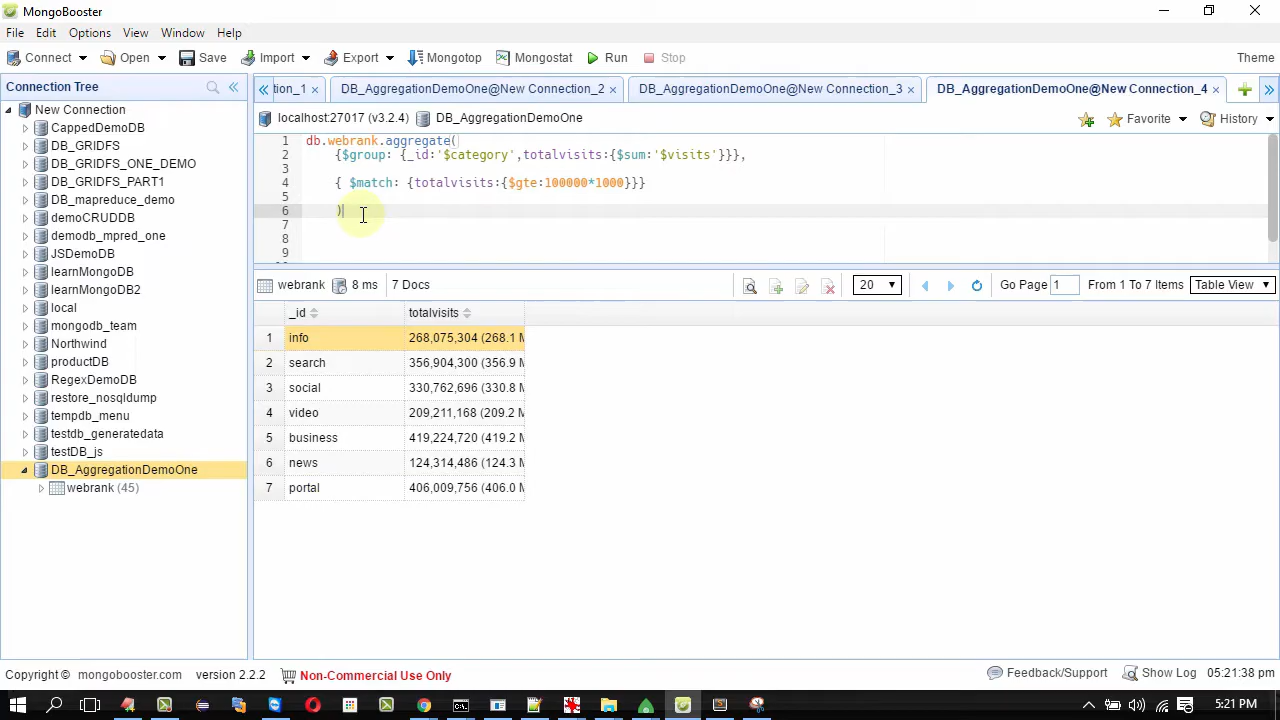 MongoBooster
File Edit Options View Window Help
Connect Open Save Import Export Mongotop Mongostat Run Stop Theme
Connection Tree
New Connection
CappedDemoDB
DB_GRIDFS
DB_GRIDFS_ONE_DEMO
DB_GRIDFS_PART1
DB_mapreduce_demo
demoCRUDDB
demodb_mpred_one
JSDemoDB
learnMongoDB
learnMongoDB2
local
mongodb_team
Northwind
productDB
RegexDemoDB
restore_nosqldump
tempdb_menu
testdb_generatedata
testDB_js
DB_AggregationDemoOne
webrank (45)
tion_1 × DB_AggregationDemoOne@New Connection_2 × DB_AggregationDemoOne@New Connection_3 × DB_AggregationDemoOne@New Connection_4 ×
localhost:27017 (v3.2.4) DB_AggregationDemoOne Favorite History
1 db.webrank.aggregate(
2 {$group: {_id:'$category',totalvisits:{$sum:'$visits'}}},
3
4 { $match: {totalvisits:{$gte:100000*1000}}}
5
6 )
7
8
9
webrank 8 ms 7 Docs 20 Go Page 1 From 1 To 7 Items Table View
_id totalvisits
1 info 268,075,304 (268.1 M
2 search 356,904,300 (356.9 M
3 social 330,762,696 (330.8 M
4 video 209,211,168 (209.2 M
5 business 419,224,720 (419.2 M
6 news 124,314,486 (124.3 M
7 portal 406,009,756 (406.0 M
Copyright © mongobooster.com version 2.2.2 Non-Commercial Use Only Feedback/Support Show Log 05:21:38 pm
5:21 PM